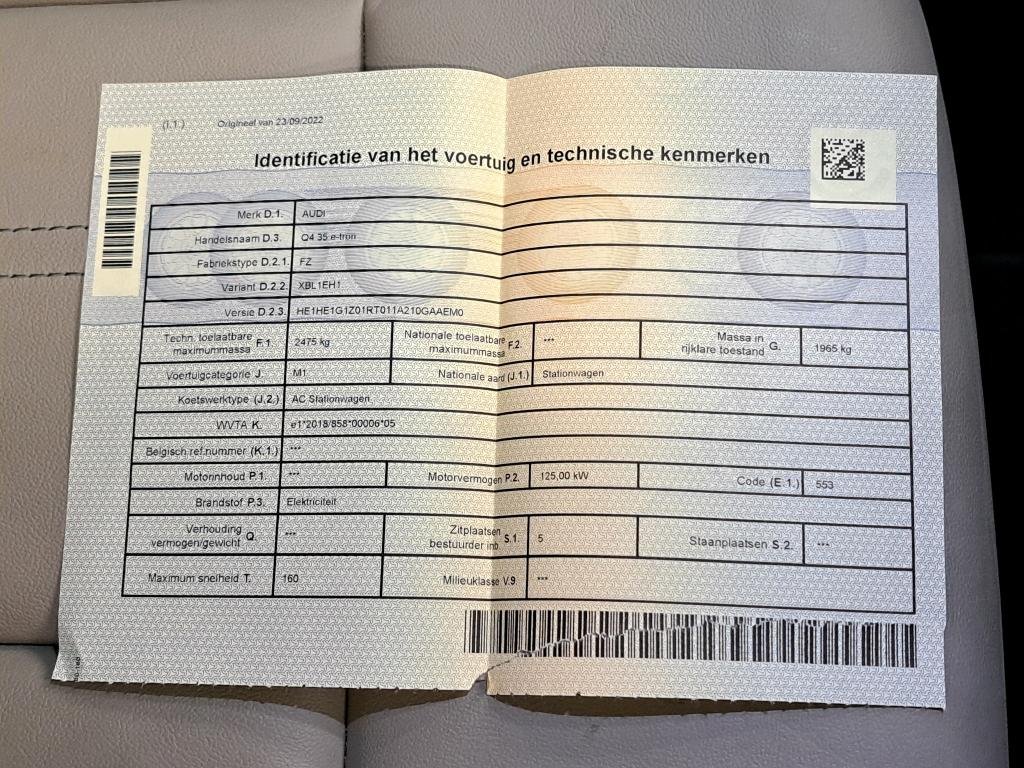 (I.1.) Origineel van 23/09/2022
Identificatie van het voertuig en technische kenmerken
Merk D.1. AUDI
Handelsnaam D.3. Q4 35 e-tron
Fabriekstype D.2.1. FZ
Variant D.2.2. XBL1EH1
Versie D.2.3. HE1HE1G1Z01RT011A210GAAEM0
Techn. toelaatbare maximummassa F.1. 2475 kg Nationale toelaatbare maximummassa F.2. *** Massa in rijklare toestand G. 1965 kg
Voertuigcategorie J. M1 Nationale aard (J.1.) Stationwagen
Koetswerktype (J.2.) AC Stationwagen
WVTA K. e1*2018/858*00006*05
Belgisch ref.nummer (K.1.) ***
Motorinhoud P.1. *** Motorvermogen P.2. 125,00 kW Code (E.1.) 553
Brandstof P.3. Elektriciteit
Verhouding vermogen/gewicht Q. *** Zitplaatsen bestuurder inb. S.1. 5 Staanplaatsen S.2. ***
Maximum snelheid T. 160 Milieuklasse V.9. ***